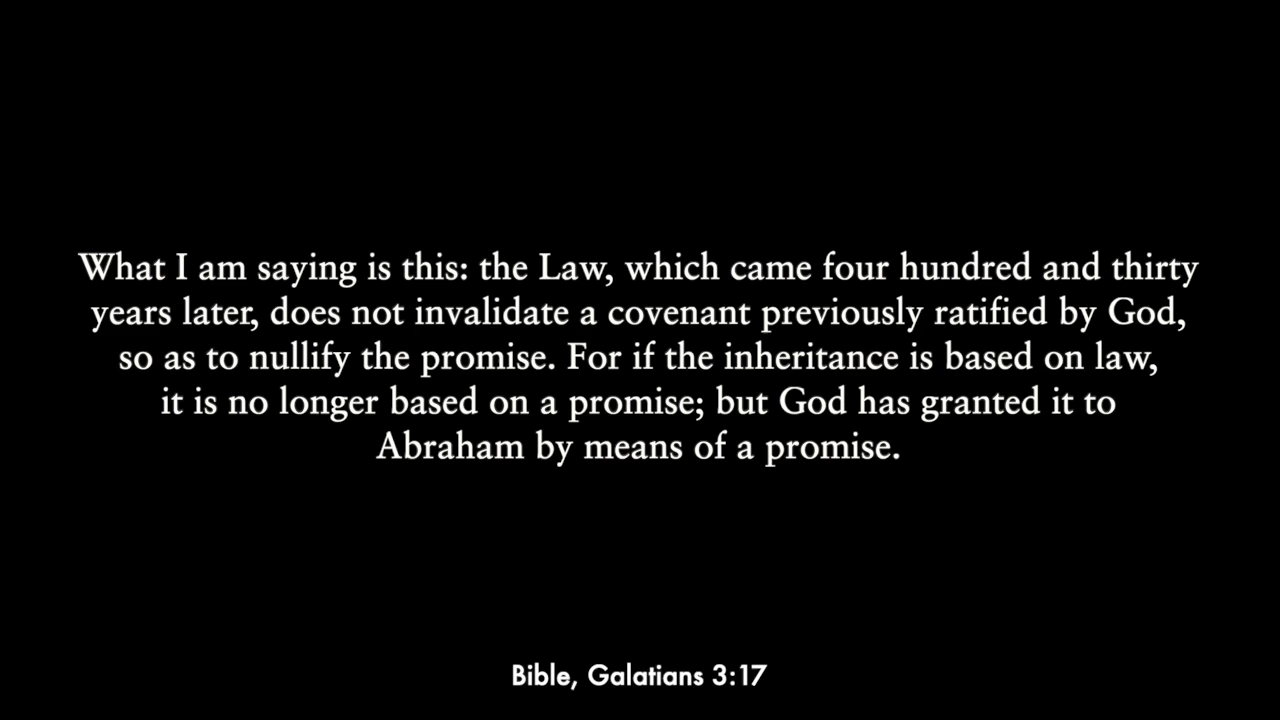 What I am saying is this: the Law, which came four hundred and thirty
years later, does not invalidate a covenant previously ratified by God,
so as to nullify the promise. For if the inheritance is based on law,
it is no longer based on a promise; but God has granted it to
Abraham by means of a promise.
Bible, Galatians 3:17